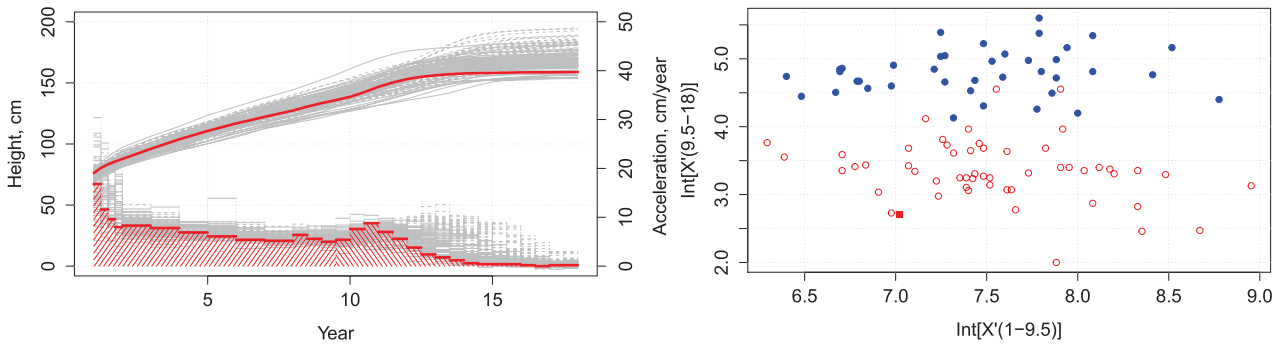 200
150
100
50
0
Height, cm
50
40
30
20
10
0
Acceleration, cm/year
5 10 15
Year
5.0
4.0
3.0
2.0
Int[X'(9.5−18)]
6.5 7.0 7.5 8.0 8.5 9.0
Int[X'(1−9.5)]